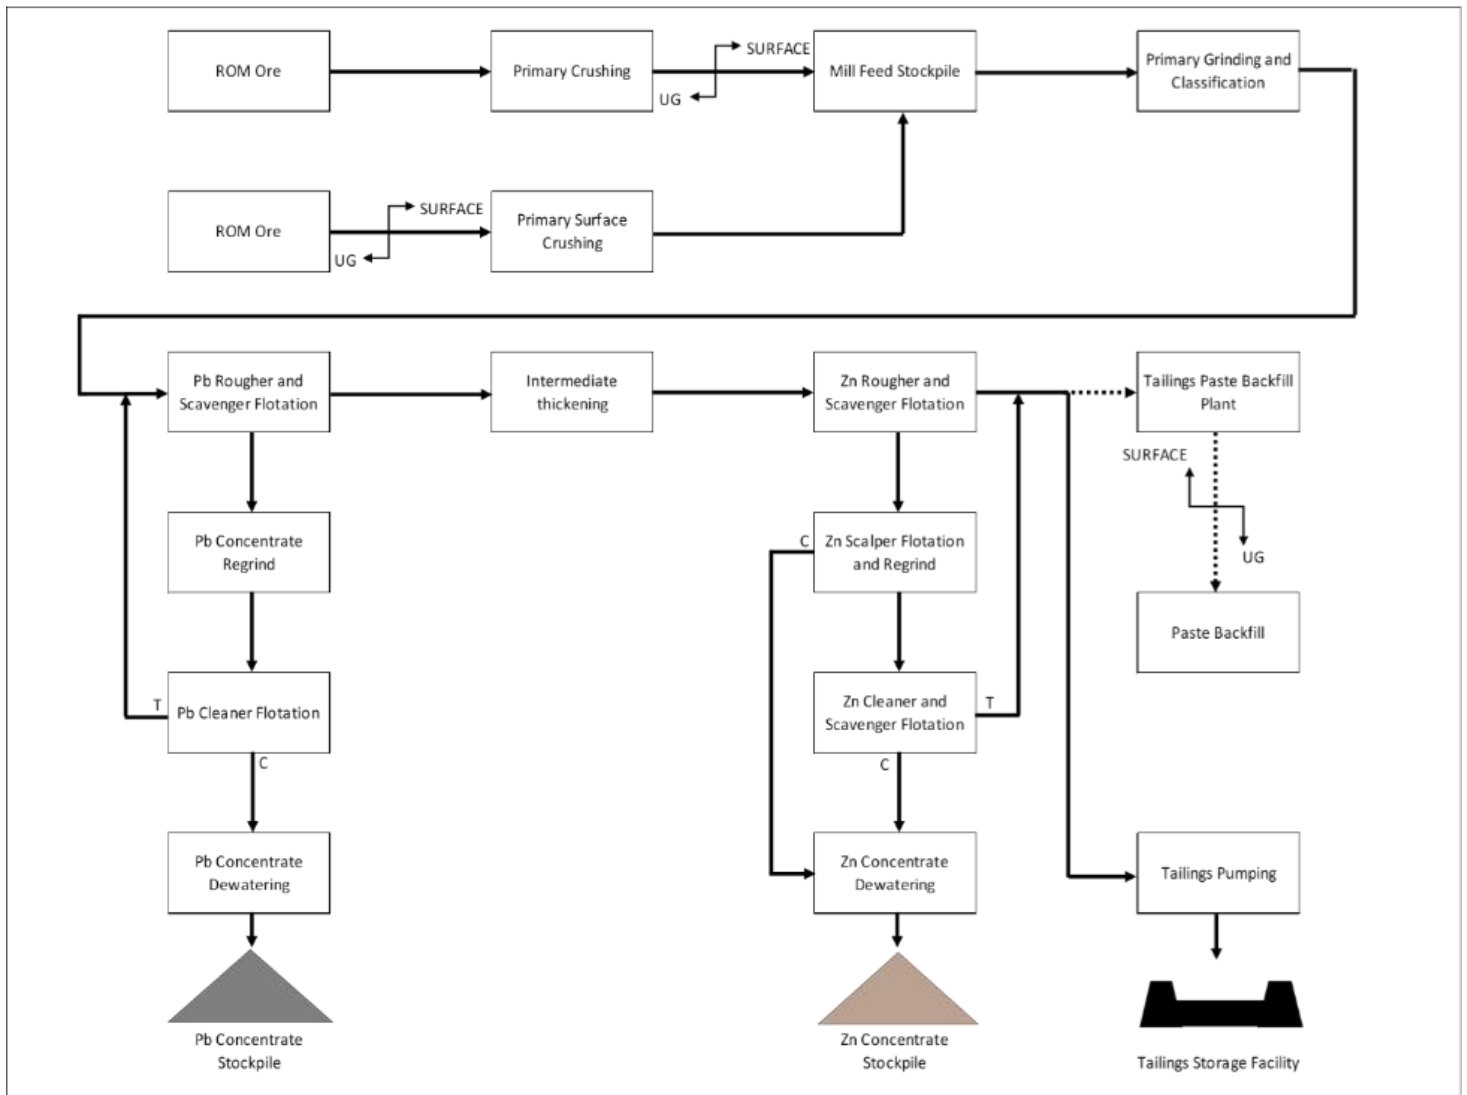 ROM Ore
Primary Crushing
SURFACE
UG
Mill Feed Stockpile
Primary Grinding and
Classification
ROM Ore
SURFACE
UG
Primary Surface
Crushing
Pb Rougher and
Scavenger Flotation
Intermediate
thickening
Zn Rougher and
Scavenger Flotation
Tailings Paste Backfill
Plant
SURFACE
UG
Pb Concentrate
Regrind
C
Zn Scalper Flotation
and Regrind
Paste Backfill
T
Pb Cleaner Flotation
C
Zn Cleaner and
Scavenger Flotation
T
C
Pb Concentrate
Dewatering
Zn Concentrate
Dewatering
Tailings Pumping
Pb Concentrate
Stockpile
Zn Concentrate
Stockpile
Tailings Storage Facility